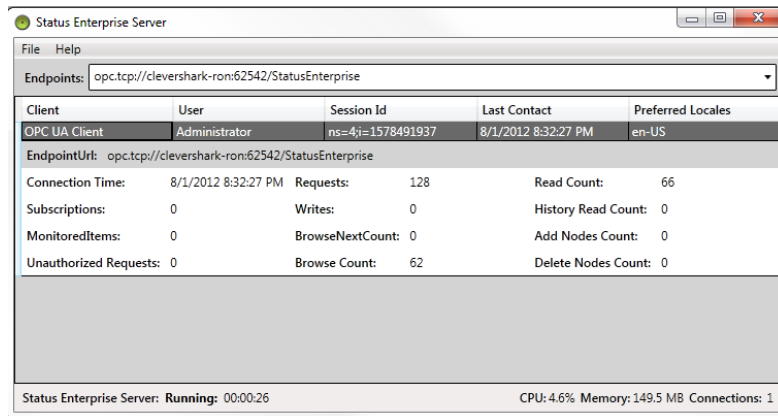 Status Enterprise Server
File Help
Endpoints: opc.tcp://clevershark-ron:62542/StatusEnterprise
Client User Session Id Last Contact Preferred Locales
OPC UA Client Administrator ns=4;i=1578491937 8/1/2012 8:32:27 PM en-US
EndpointUrl: opc.tcp://clevershark-ron:62542/StatusEnterprise
Connection Time: 8/1/2012 8:32:27 PM Requests: 128 Read Count: 66
Subscriptions: 0 Writes: 0 History Read Count: 0
MonitoredItems: 0 BrowseNextCount: 0 Add Nodes Count: 0
Unauthorized Requests: 0 Browse Count: 62 Delete Nodes Count: 0
Status Enterprise Server: Running: 00:00:26 CPU: 4.6% Memory: 149.5 MB Connections: 1